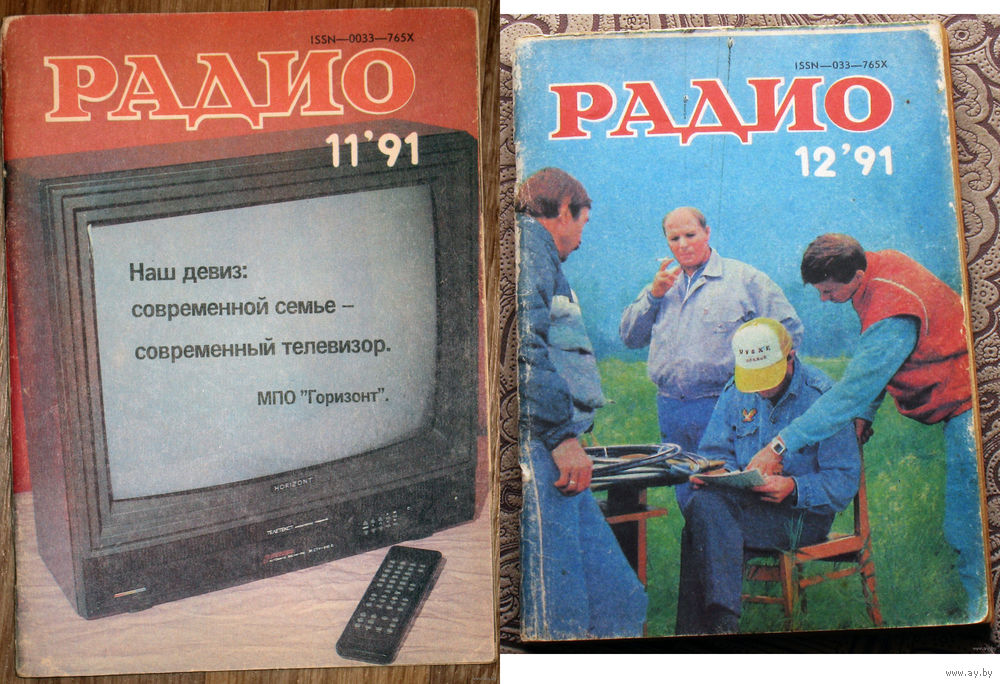 ISSN—0033—765X
РАДИО
11'91
Наш девиз:
современной семье –
современный телевизор.
МПО "Горизонт".
HORIZONT
ТЕЛЕТЕКСТ
ISSN—033—765X
РАДИО
12'91
www.ay.by